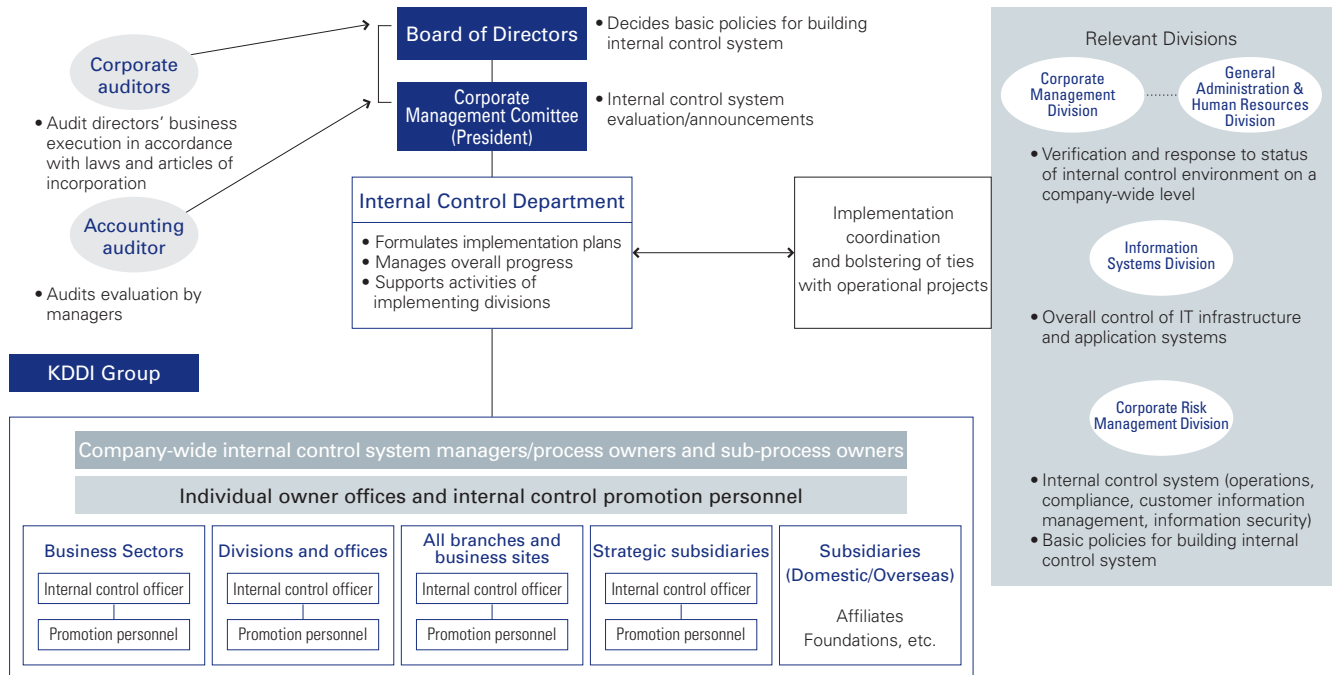 Corporate
auditors
• Audit directors’ business
execution in accordance
with laws and articles of
incorporation
Accounting
auditor
• Audits evaluation by
managers
Board of Directors
• Decides basic policies for building
internal control system
Corporate
Management Comittee
(President)
• Internal control system
evaluation/announcements
Internal Control Department
• Formulates implementation plans
• Manages overall progress
• Supports activities of
implementing divisions
Implementation
coordination
and bolstering of ties
with operational projects
Relevant Divisions
Corporate
Management
Division
General
Administration &
Human Resources
Division
• Verification and response to status
of internal control environment on a
company-wide level
Information
Systems Division
• Overall control of IT infrastructure
and application systems
Corporate Risk
Management Division
• Internal control system (operations,
compliance, customer information
management, information security)
• Basic policies for building internal
control system
KDDI Group
Company-wide internal control system managers/process owners and sub-process owners
Individual owner offices and internal control promotion personnel
Business Sectors
Internal control officer
Promotion personnel
Divisions and offices
Internal control officer
Promotion personnel
All branches and
business sites
Internal control officer
Promotion personnel
Strategic subsidiaries
Internal control officer
Promotion personnel
Subsidiaries
(Domestic/Overseas)
Affiliates
Foundations, etc.